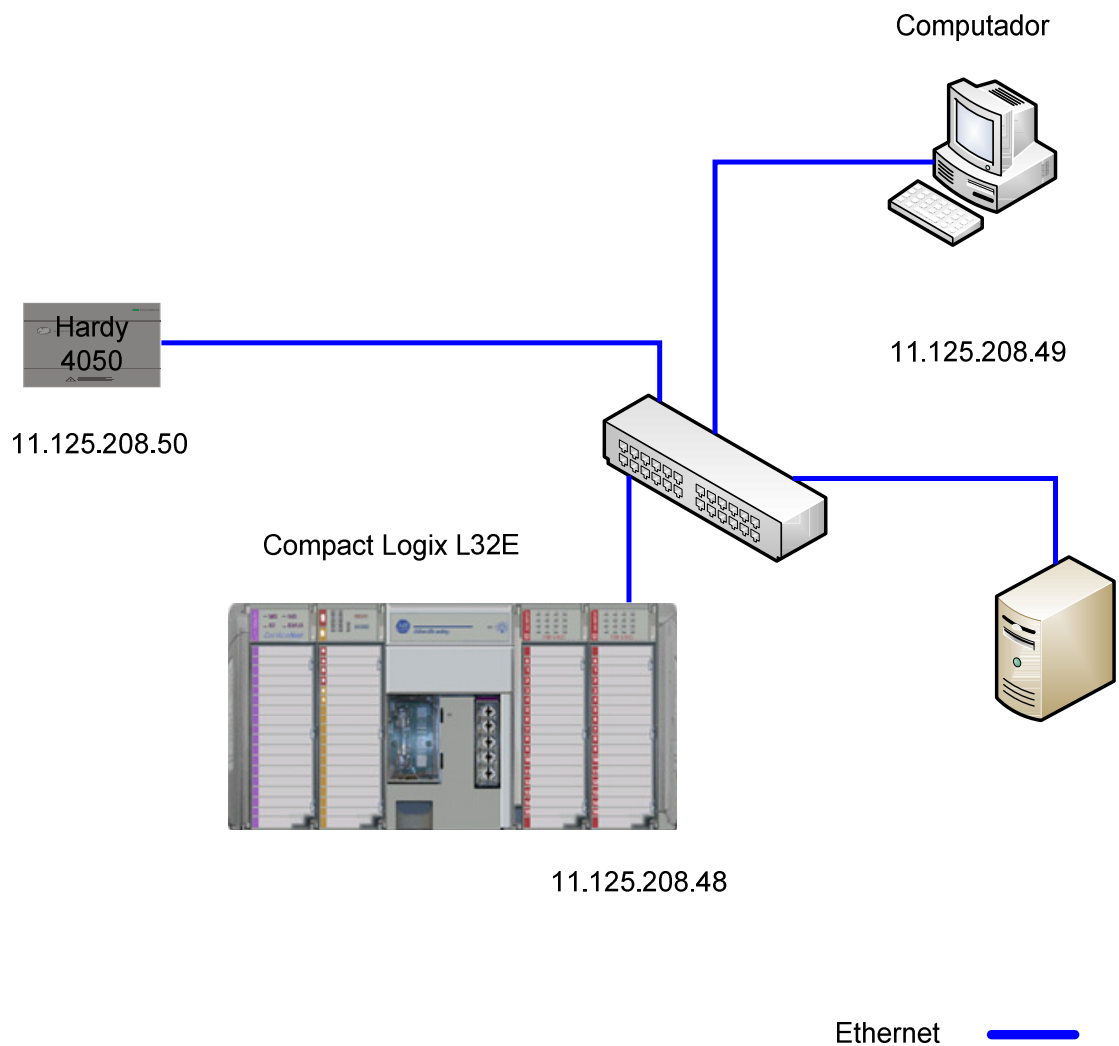 Computador
Hardy
4050
11.125.208.49
11.125.208.50
Compact Logix L32E
11.125.208.48
Ethernet